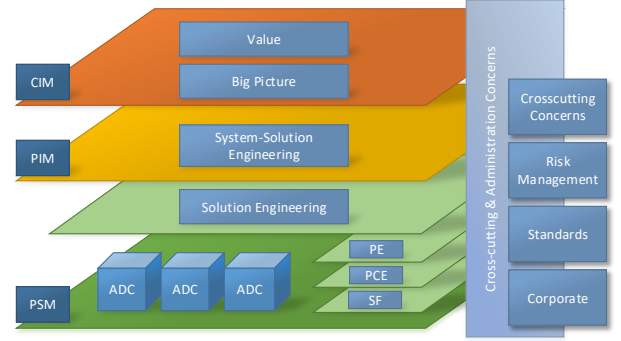 Value
CIM
Big Picture
PIM
System-Solution
Engineering
Solution Engineering
PSM
ADC
ADC
ADC
PE
PCE
SF
Cross-cutting & Administration Concerns
Crosscutting
Concerns
Risk
Management
Standards
Corporate